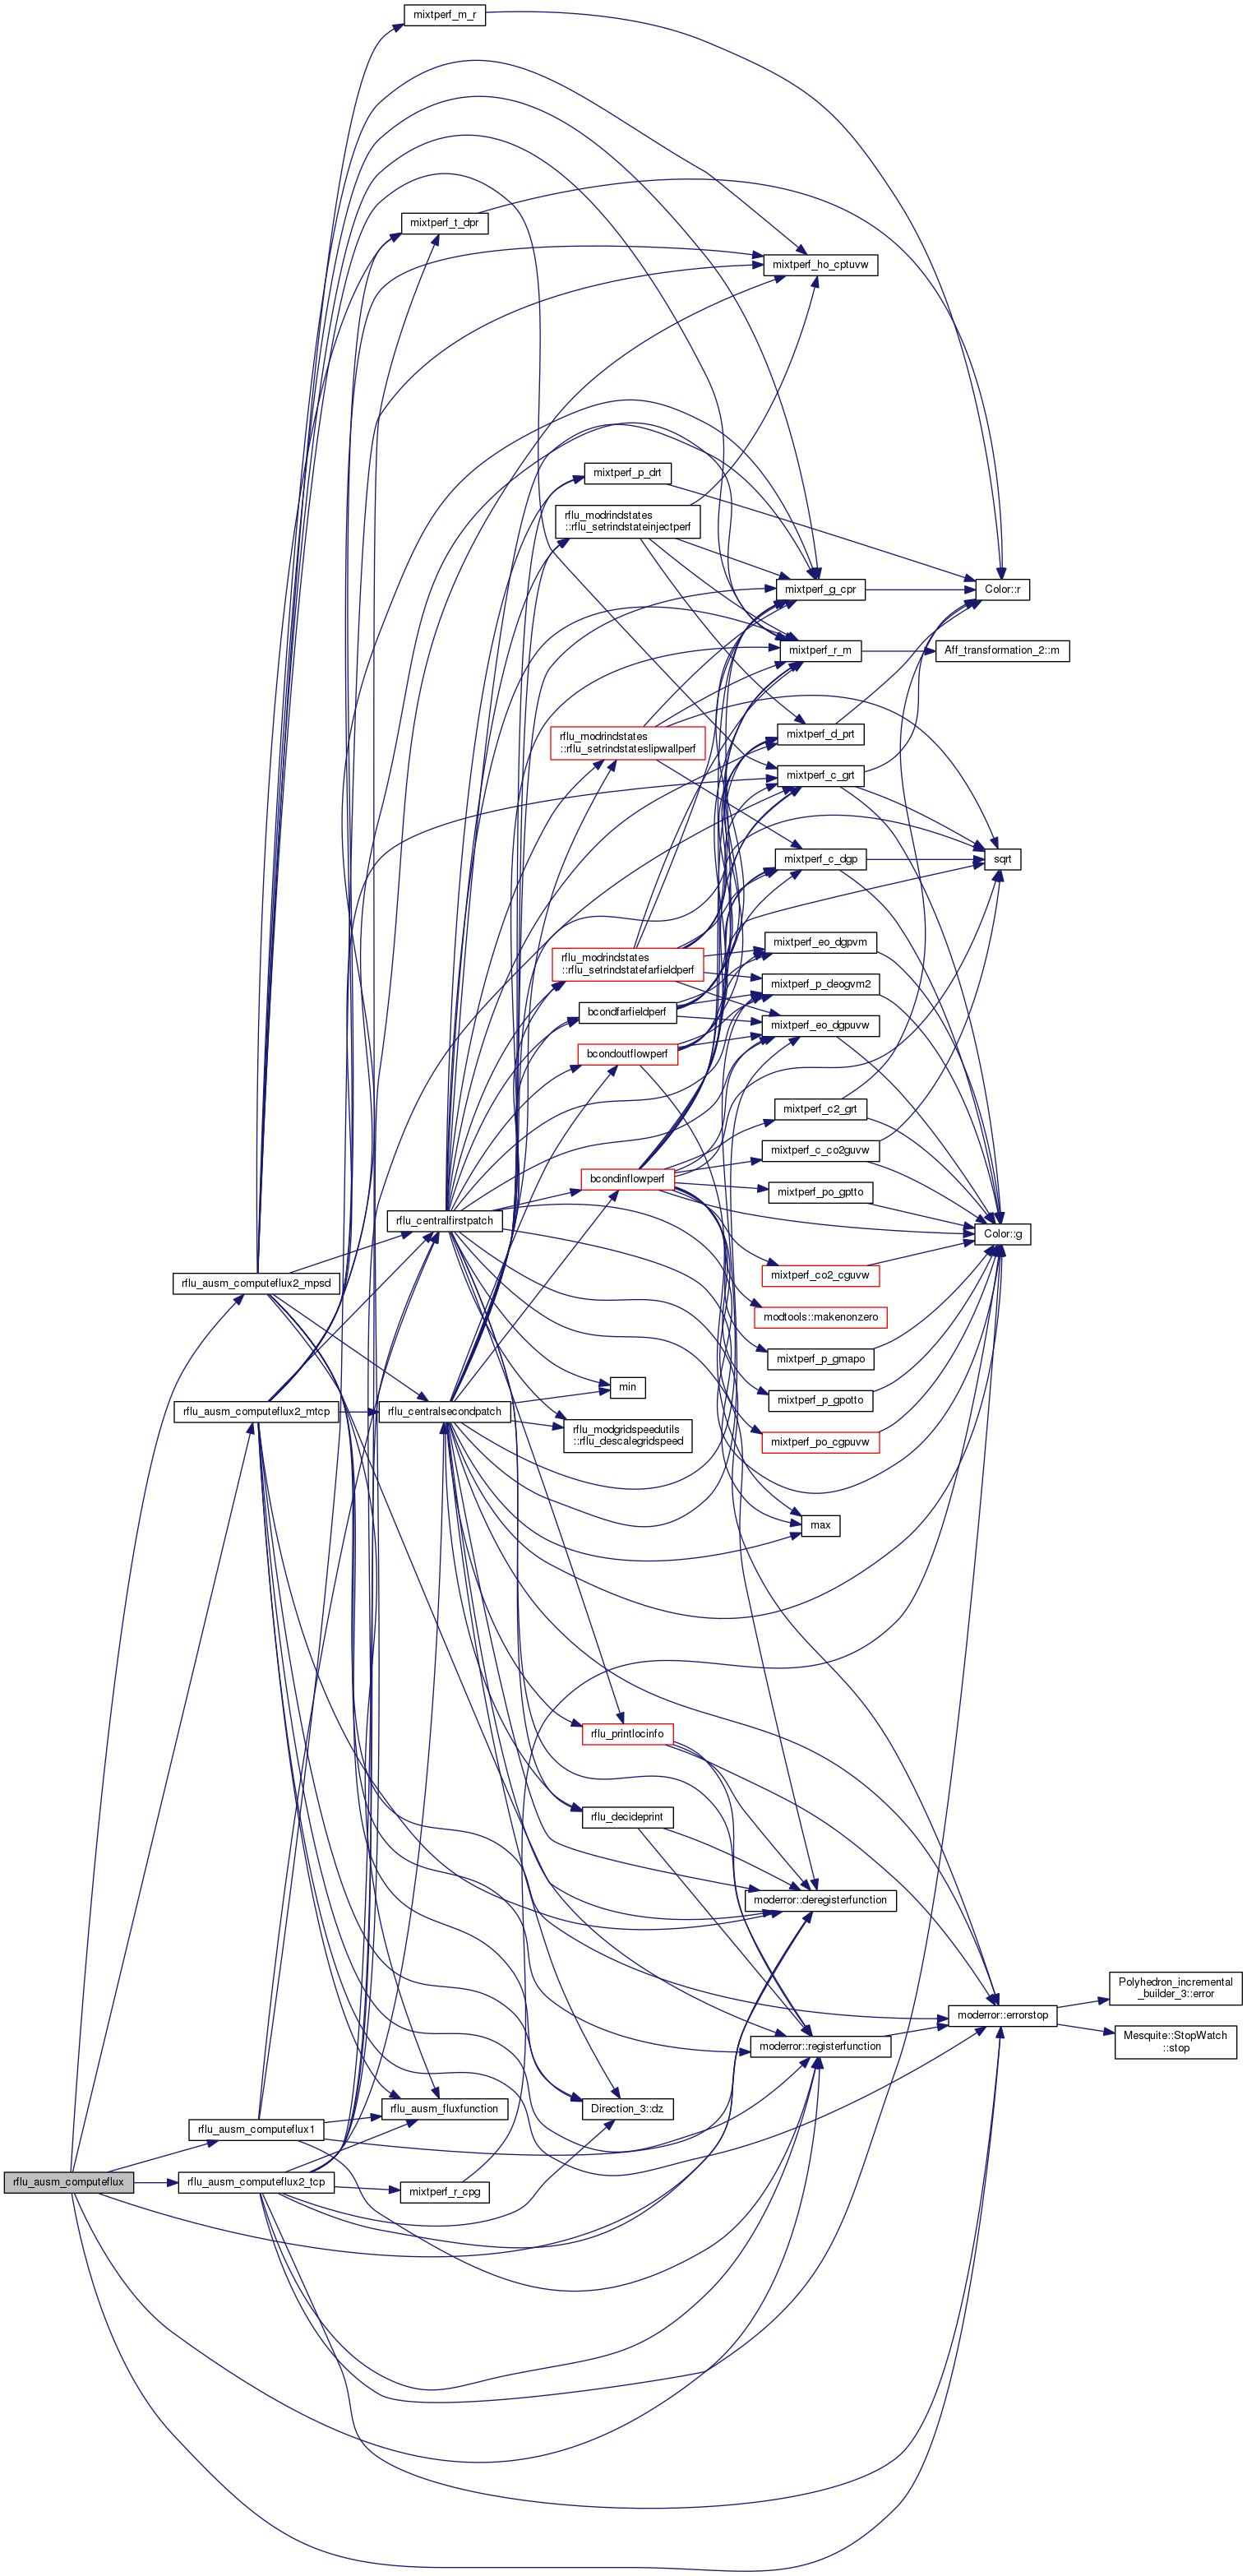 mixtperf_m_r
mixtperf_t_dpr
mixtperf_ho_cptuvw
mixtperf_p_drt
rflu_modrindstates
::rflu_setrindstateinjectperf
mixtperf_g_cpr
Color::r
mixtperf_r_m
Aff_transformation_2::m
rflu_modrindstates
::rflu_setrindstateslipwallperf
mixtperf_d_prt
mixtperf_c_grt
mixtperf_c_dgp
sqrt
mixtperf_eo_dgpvm
rflu_modrindstates
::rflu_setrindstatefarfieldperf
mixtperf_p_deogvm2
bcondfarfieldperf
mixtperf_eo_dgpuvw
bcondoutflowperf
mixtperf_c2_grt
mixtperf_c_co2guvw
bcondinflowperf
mixtperf_po_gptto
rflu_centralfirstpatch
Color::g
mixtperf_co2_cguvw
rflu_ausm_computeflux2_mpsd
modtools::makenonzero
mixtperf_p_gmapo
min
mixtperf_p_gpotto
rflu_ausm_computeflux2_mtcp
rflu_centralsecondpatch
rflu_modgridspeedutils
::rflu_descalegridspeed
mixtperf_po_cgpuvw
max
rflu_printlocinfo
rflu_decideprint
moderror::deregisterfunction
Polyhedron_incremental
_builder_3::error
moderror::errorstop
Mesquite::StopWatch
::stop
moderror::registerfunction
rflu_ausm_fluxfunction
Direction_3::dz
rflu_ausm_computeflux1
rflu_ausm_computeflux
rflu_ausm_computeflux2_tcp
mixtperf_r_cpg